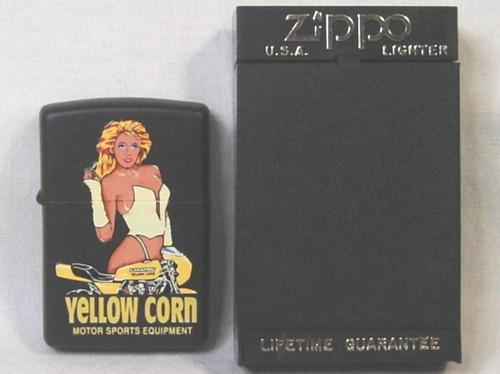 Zippo
U.S.A. LIGHTER
YELLOW CORN
MOTOR SPORTS EQUIPMENT
LIFETIME GUARANTEE